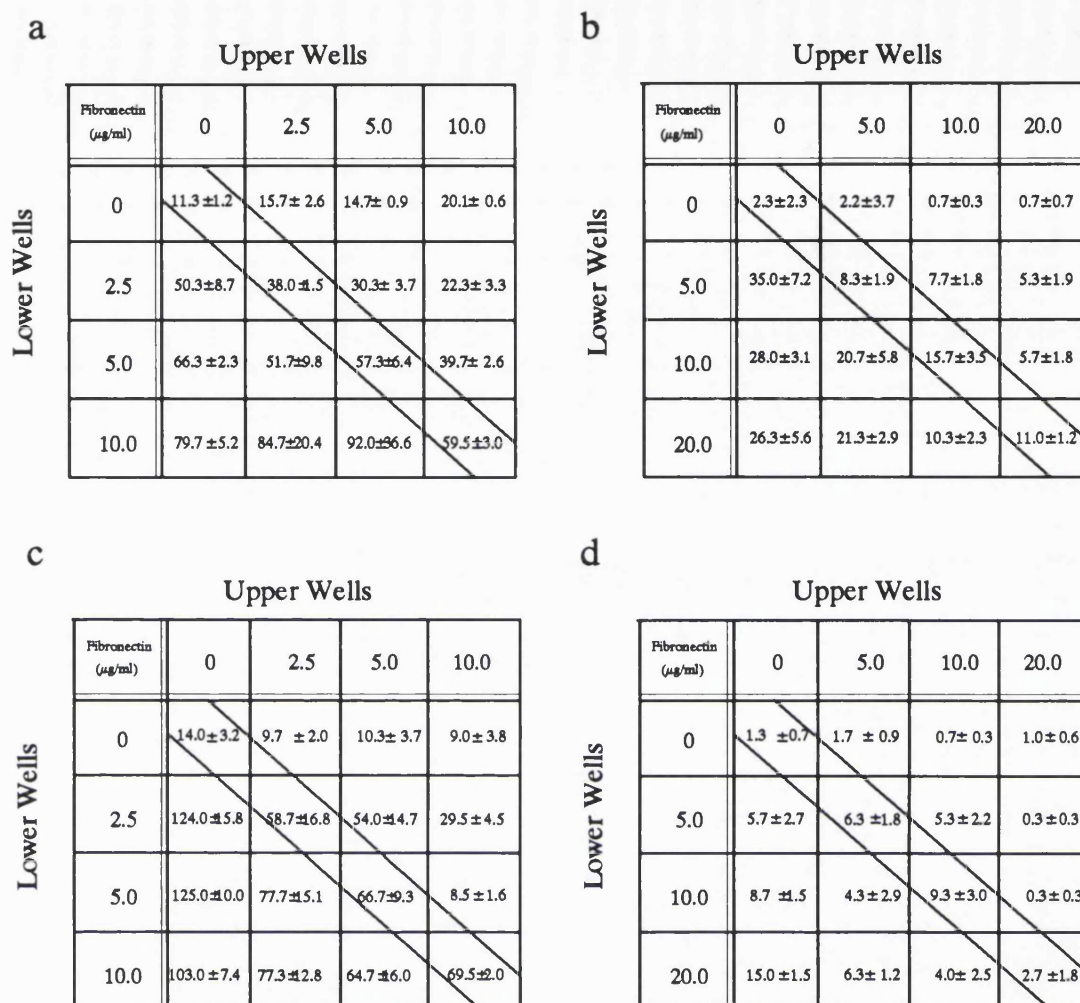 a
Upper Wells
Fibronectin
(µg/ml) 0 2.5 5.0 10.0
Lower Wells
0 11.3 ±1.2 15.7± 2.6 14.7± 0.9 20.1± 0.6
2.5 50.3±8.7 38.0 ±1.5 30.3± 3.7 22.3± 3.3
5.0 66.3 ±2.3 51.7±9.8 57.3±6.4 39.7± 2.6
10.0 79.7 ±5.2 84.7±20.4 92.0±36.6 59.5±3.0
b
Upper Wells
Fibronectin
(µg/ml) 0 5.0 10.0 20.0
Lower Wells
0 2.3±2.3 2.2±3.7 0.7±0.3 0.7±0.7
5.0 35.0±7.2 8.3±1.9 7.7±1.8 5.3±1.9
10.0 28.0±3.1 20.7±5.8 15.7±3.5 5.7±1.8
20.0 26.3±5.6 21.3±2.9 10.3±2.3 11.0±1.2
c
Upper Wells
Fibronectin
(µg/ml) 0 2.5 5.0 10.0
Lower Wells
0 14.0±3.2 9.7 ±2.0 10.3± 3.7 9.0±3.8
2.5 124.0±15.8 58.7±16.8 54.0±14.7 29.5±4.5
5.0 125.0±10.0 77.7±15.1 66.7±9.3 8.5±1.6
10.0 103.0 ±7.4 77.3±12.8 64.7±16.0 69.5±2.0
d
Upper Wells
Fibronectin
(µg/ml) 0 5.0 10.0 20.0
Lower Wells
0 1.3 ±0.7 1.7 ± 0.9 0.7± 0.3 1.0± 0.6
5.0 5.7±2.7 6.3 ±1.8 5.3±2.2 0.3±0.3
10.0 8.7 ±1.5 4.3±2.9 9.3±3.0 0.3±0.3
20.0 15.0±1.5 6.3± 1.2 4.0± 2.5 2.7 ±1.8